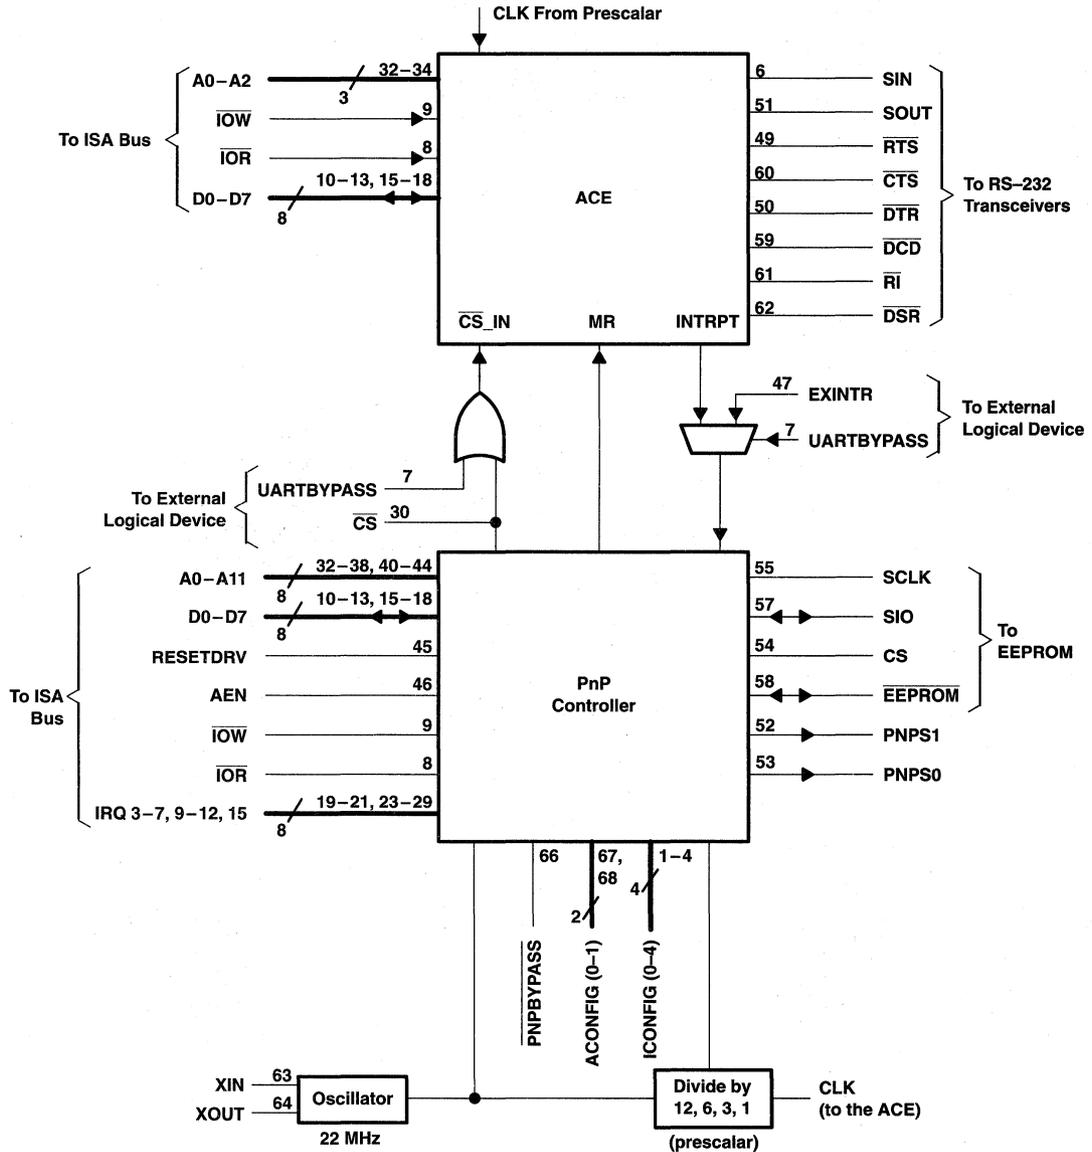 CLK From Prescalar
A0–A2
3
32–34
IOW
9
IOR
8
D0–D7
8
10–13, 15–18
To ISA Bus
ACE
CS_IN
MR
INTRPT
6
SIN
51
SOUT
49
RTS
60
CTS
50
DTR
59
DCD
61
RI
62
DSR
To RS–232
Transceivers
47
EXINTR
7
UARTBYPASS
To External
Logical Device
To External
Logical Device
UARTBYPASS
7
CS
30
To ISA
Bus
A0–A11
8
32–38, 40–44
D0–D7
8
10–13, 15–18
RESETDRV
45
AEN
46
IOW
9
IOR
8
IRQ 3–7, 9–12, 15
8
19–21, 23–29
PnP
Controller
55
SCLK
57
SIO
54
CS
58
EEPROM
52
PNPS1
53
PNPS0
To
EEPROM
66
PNPBYPASS
67,
68
2
ACONFIG (0–1)
1–4
4
ICONFIG (0–4)
XIN
63
XOUT
64
Oscillator
22 MHz
Divide by
12, 6, 3, 1
(prescalar)
CLK
(to the ACE)